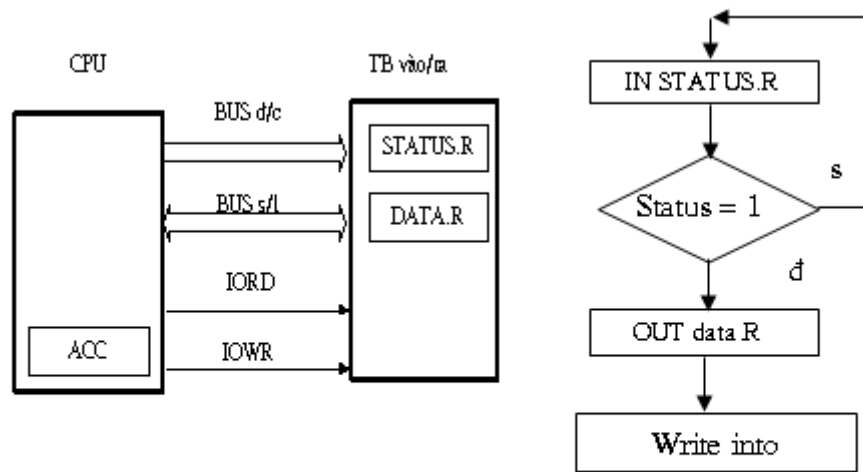 CPU
TB vào/ra
BUS d/c
STATUS.R
BUS s/l
DATA.R
IORD
ACC
IOWR
IN STATUS.R
Status = 1
s
đ
OUT data.R
Write into